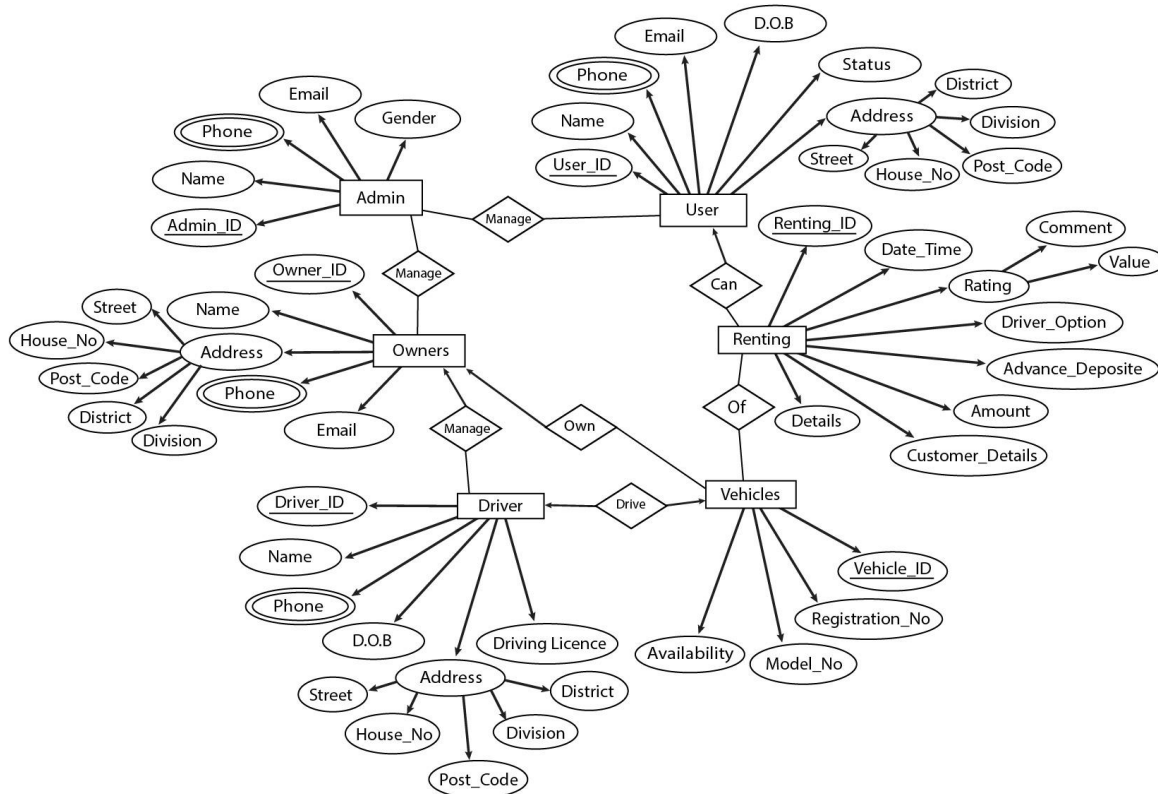 D.O.B
Email
Status
Phone
District
Address
Division
Name
Street
House_No
Post_Code
User_ID
User
Email
Gender
Phone
Name
Admin
Admin_ID
Manage
Manage
Renting_ID
Comment
Date_Time
Value
Rating
Can
Driver_Option
Renting
Advance_Deposite
Amount
Details
Customer_Details
Of
Owner_ID
Name
Street
House_No
Address
Owners
Post_Code
Phone
District
Division
Email
Manage
Own
Driver_ID
Driver
Drive
Vehicles
Name
Phone
D.O.B
Driving Licence
Address
Street
District
House_No
Division
Post_Code
Vehicle_ID
Registration_No
Availability
Model_No